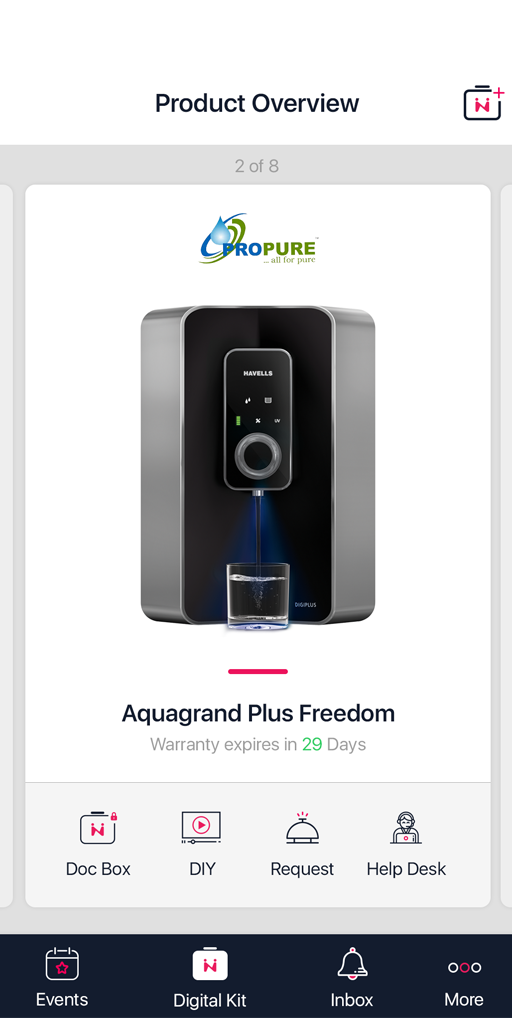 Product Overview
2 of 8
PROPURE
... all for pure
HAVELLS
UV
DIGIPLUS
Aquagrand Plus Freedom
Warranty expires in 29 Days
Doc Box
DIY
Request
Help Desk
Events
Digital Kit
Inbox
More